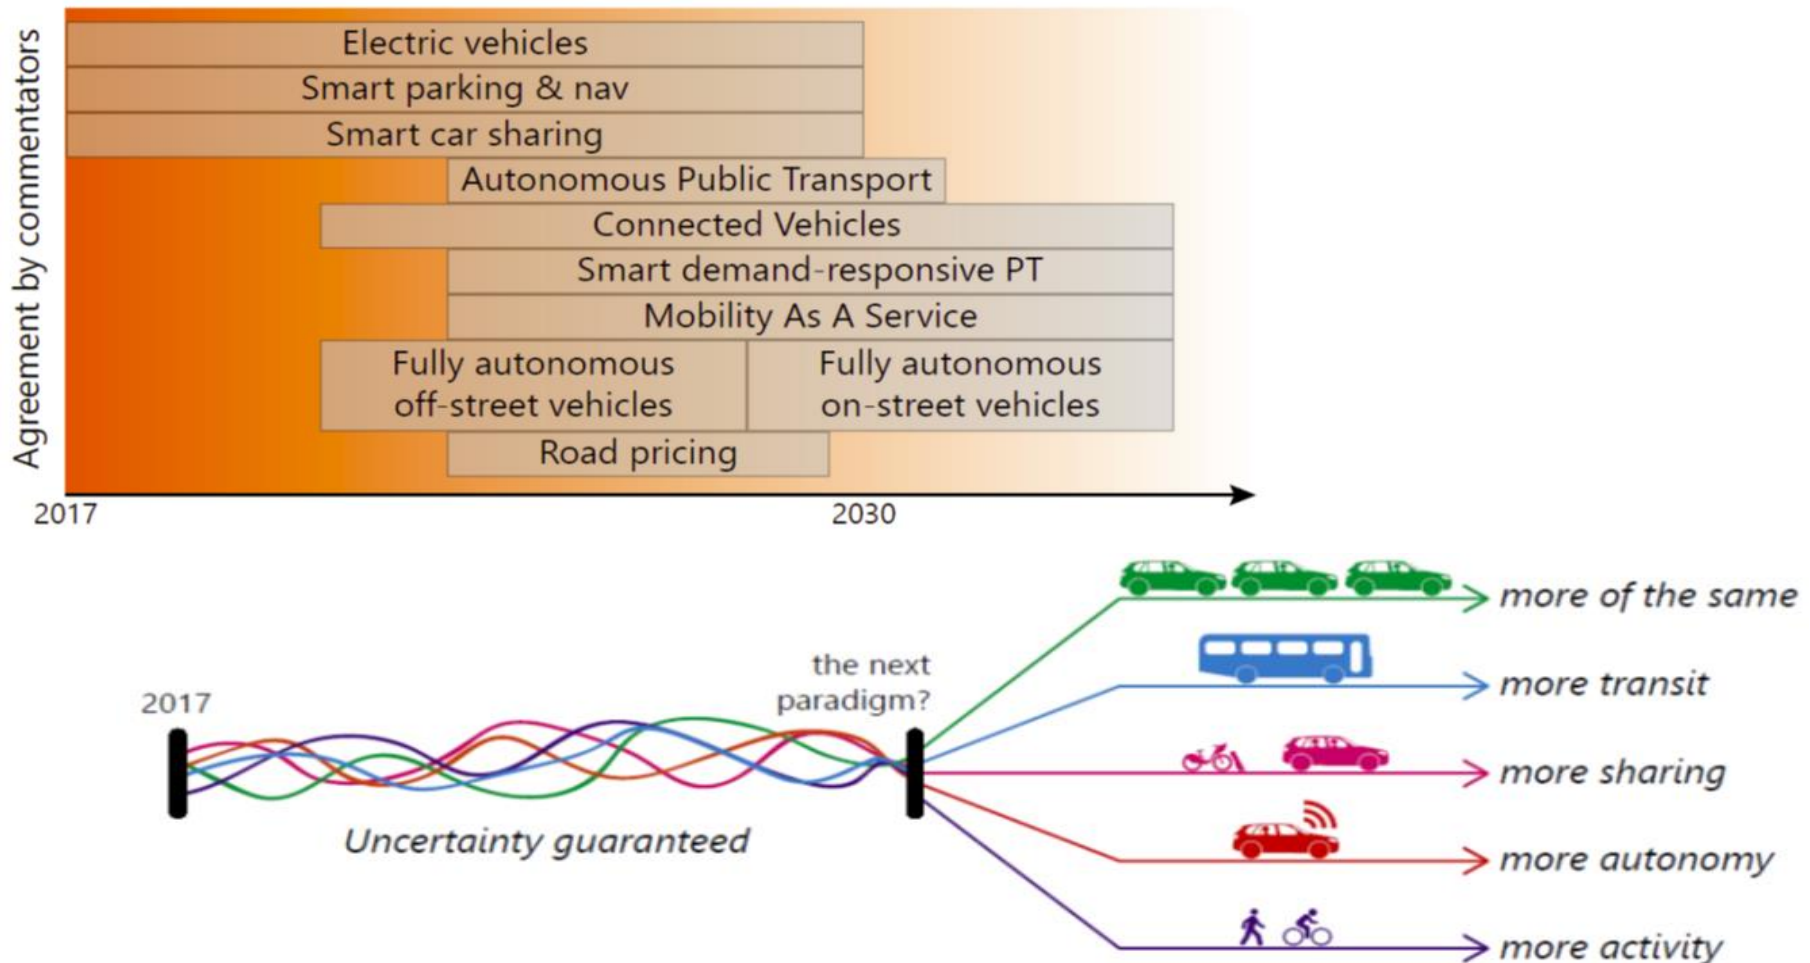 Agreement by commentators
Electric vehicles
Smart parking & nav
Smart car sharing
Autonomous Public Transport
Connected Vehicles
Smart demand-responsive PT
Mobility As A Service
Fully autonomous
off-street vehicles
Fully autonomous
on-street vehicles
Road pricing
2017
2030
2017
the next
paradigm?
Uncertainty guaranteed
more of the same
more transit
more sharing
more autonomy
more activity